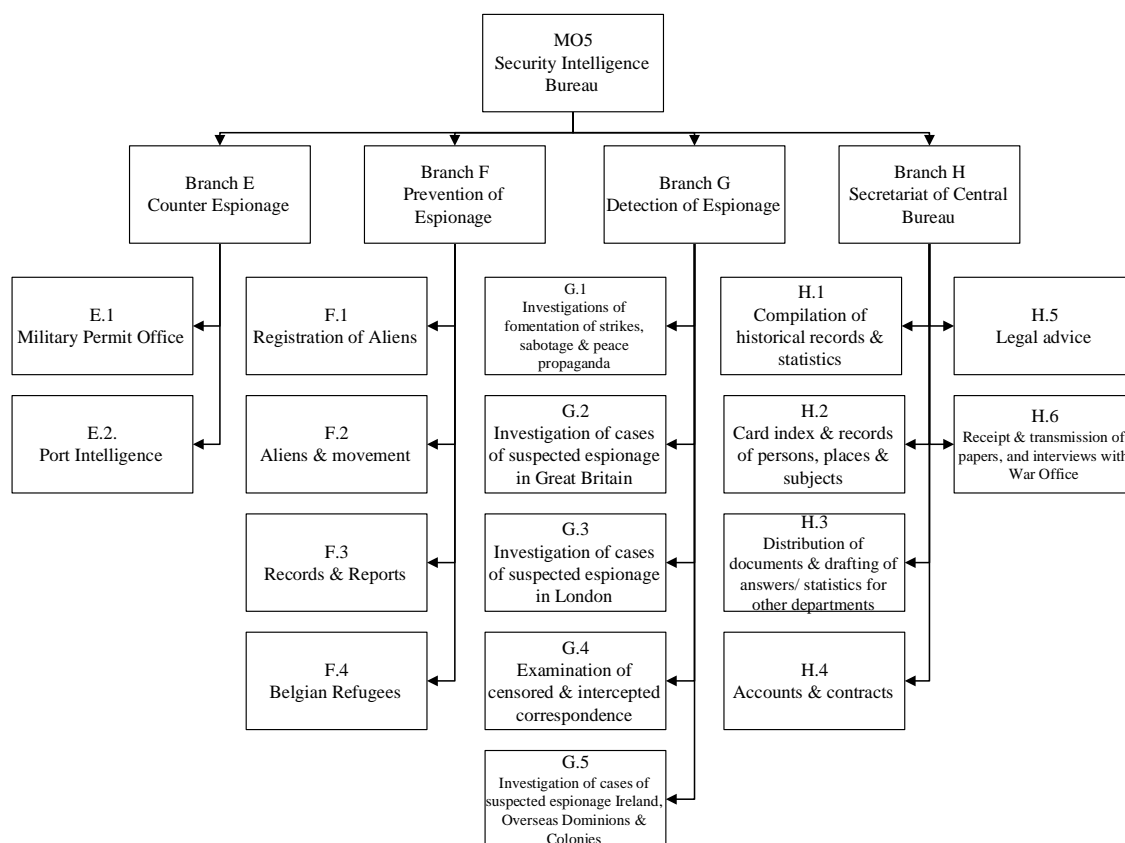 MO5
Security Intelligence
Bureau
Branch E
Counter Espionage
Branch F
Prevention of
Espionage
Branch G
Detection of Espionage
Branch H
Secretariat of Central
Bureau
E.1
Military Permit Office
E.2.
Port Intelligence
F.1
Registration of Aliens
F.2
Aliens & movement
F.3
Records & Reports
F.4
Belgian Refugees
G.1
Investigations of
fomentation of strikes,
sabotage & peace
propaganda
G.2
Investigation of cases
of suspected espionage
in Great Britain
G.3
Investigation of cases
of suspected espionage
in London
G.4
Examination of
censored & intercepted
correspondence
G.5
Investigation of cases of
suspected espionage Ireland,
Overseas Dominions &
Colonies
H.1
Compilation of
historical records &
statistics
H.2
Card index & records
of persons, places &
subjects
H.3
Distribution of
documents & drafting of
answers/ statistics for
other departments
H.4
Accounts & contracts
H.5
Legal advice
H.6
Receipt & transmission of
papers, and interviews with
War Office